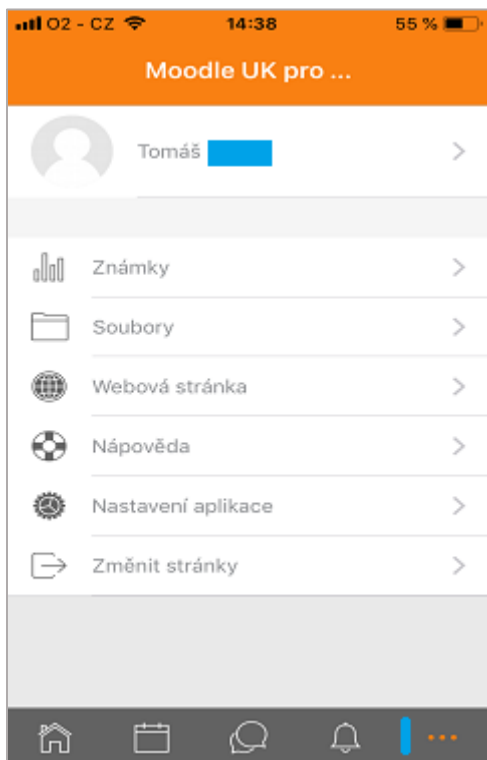 O2 - CZ 14:38 55 %
Moodle UK pro ...
Tomáš
Známky
Soubory
Webová stránka
Nápověda
Nastavení aplikace
Změnit stránky